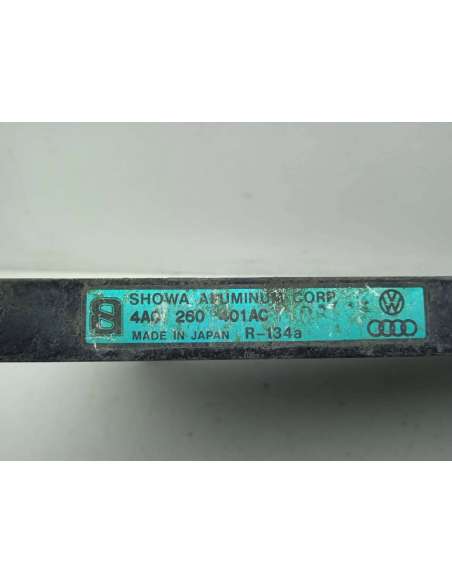 SHOWA ALUMINUM CORP
4A0 260 401AC
MADE IN JAPAN R-134a